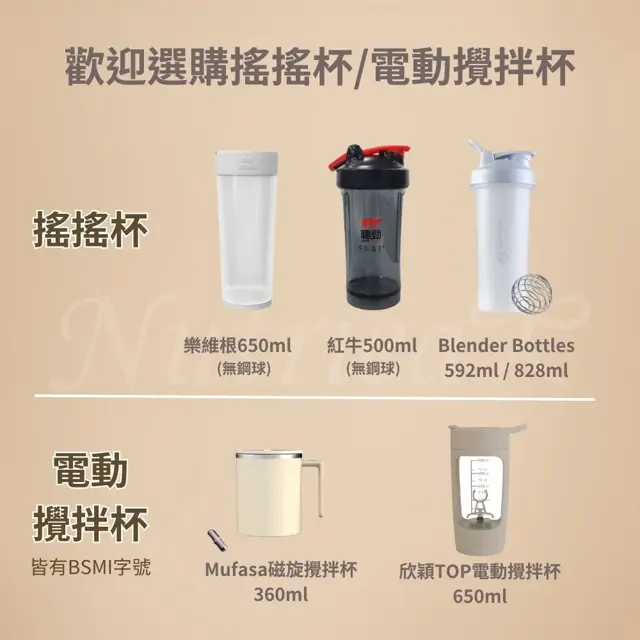 歡迎選購搖搖杯/電動攪拌杯
搖搖杯
聰勁
樂維根650ml
(無鋼球)
紅牛500ml
(無鋼球)
Blender Bottles
592ml / 828ml
電動
攪拌杯
皆有BSMI字號
Mufasa磁旋攪拌杯
360ml
欣穎TOP電動攪拌杯
650ml